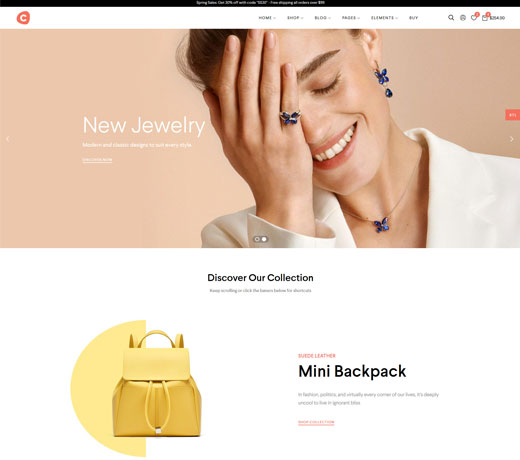 Spring Sales: Get 30% off with code "SS30" - Free shipping all orders over $99!
C
HOME
SHOP
BLOG
PAGES
ELEMENTS
BUY
$254.00
New Jewelry
Modern and classic designs to suit every style.
DISCOVER NOW
Discover Our Collection
Keep scrolling or click the banners below for shortcuts
SUEDE LEATHER
Mini Backpack
In fashion, politics, and virtually every corner of our lives, it's deeply
uncool to live in ignorant bliss.
SHOP COLLECTION